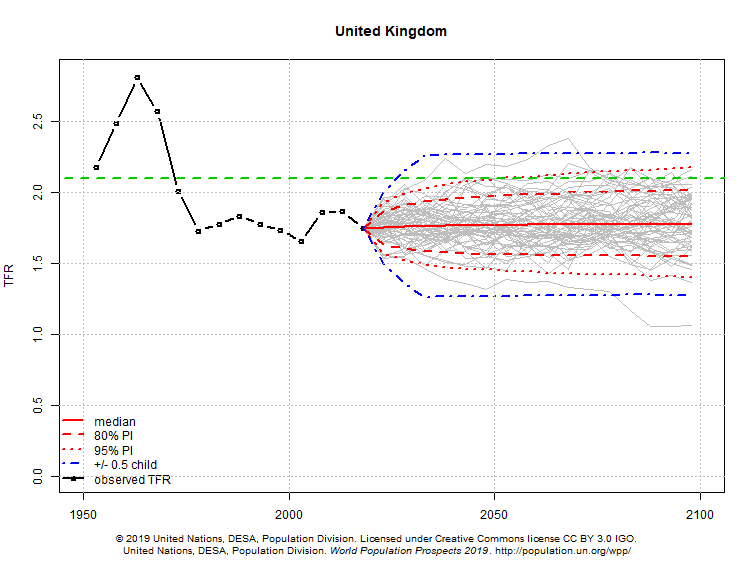 United Kingdom
TFR
2.5
2.0
1.5
1.0
0.5
0.0
median
80% PI
95% PI
+/- 0.5 child
observed TFR
1950 2000 2050 2100
© 2019 United Nations, DESA, Population Division. Licensed under Creative Commons license CC BY 3.0 IGO.
United Nations, DESA, Population Division. World Population Prospects 2019. http://population.un.org/wpp/